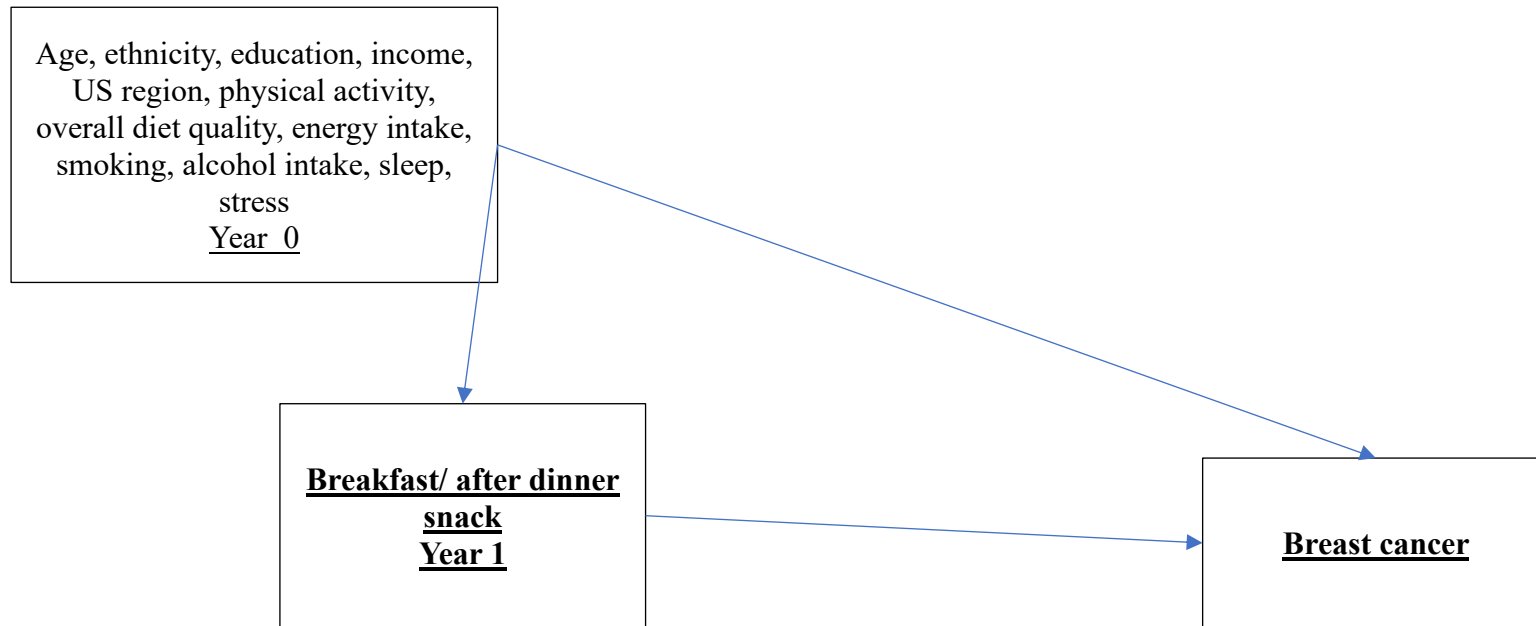 Age, ethnicity, education, income,
US region, physical activity,
overall diet quality, energy intake,
smoking, alcohol intake, sleep,
stress
Year  0
Breakfast/ after dinner
snack
Year 1
Breast cancer